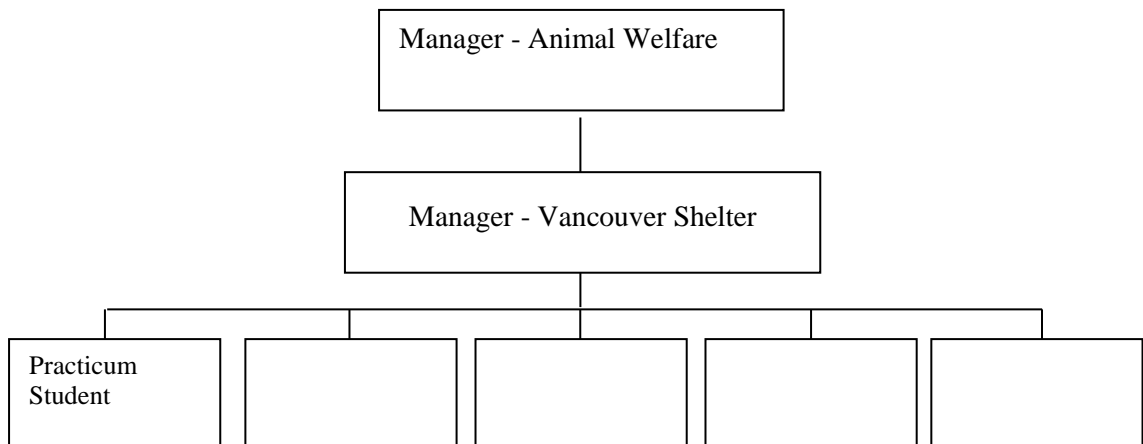 Manager - Animal Welfare
Manager - Vancouver Shelter
Practicum
Student